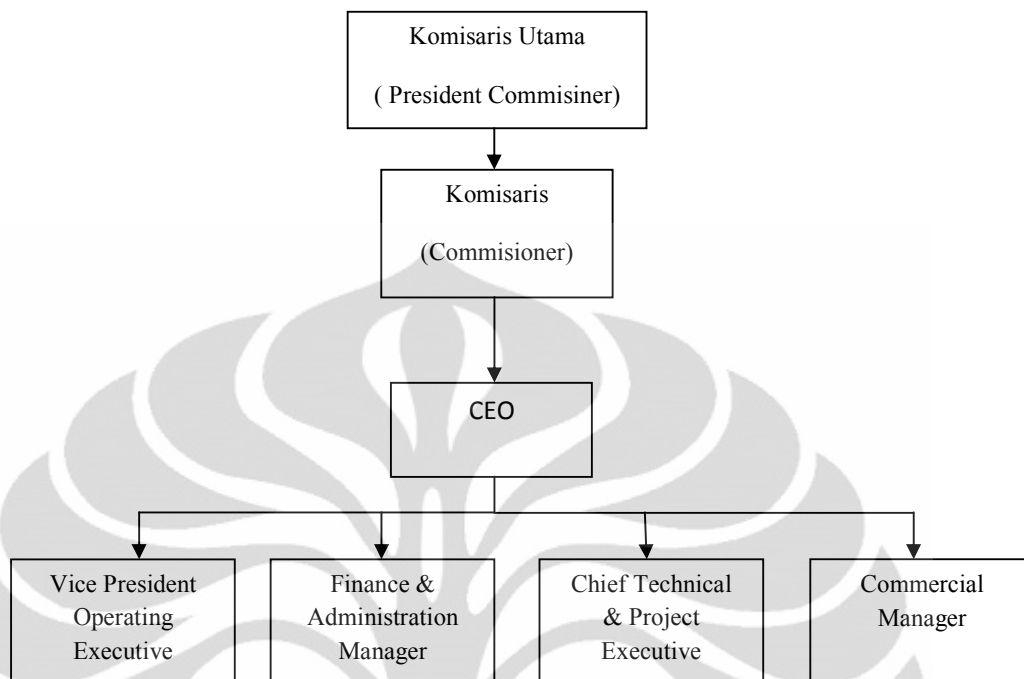 Komisaris Utama
( President Commisiner)
Komisaris
(Commisioner)
CEO
Vice President
Operating
Executive
Finance &
Administration
Manager
Chief Technical
& Project
Executive
Commercial
Manager